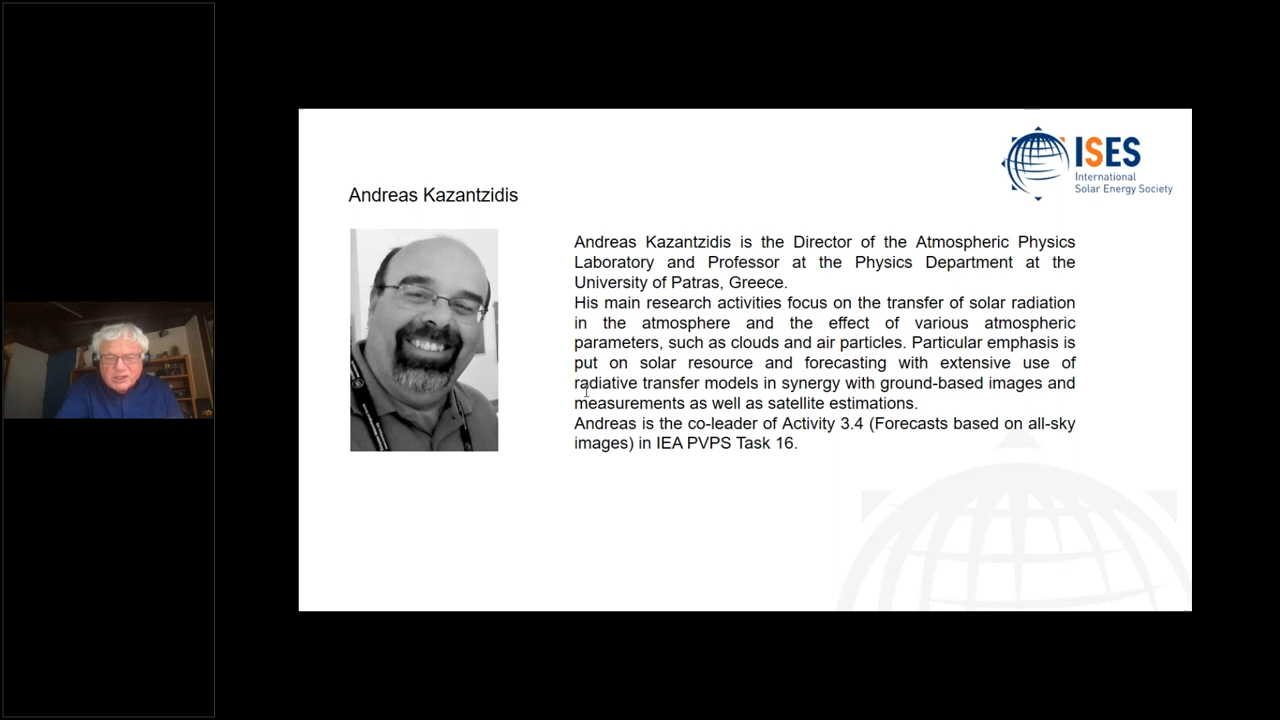 ISES
International
Solar Energy Society
Andreas Kazantzidis
Andreas Kazantzidis is the Director of the Atmospheric Physics
Laboratory and Professor at the Physics Department at the
University of Patras, Greece.
His main research activities focus on the transfer of solar radiation
in the atmosphere and the effect of various atmospheric
parameters, such as clouds and air particles. Particular emphasis is
put on solar resource and forecasting with extensive use of
radiative transfer models in synergy with ground-based images and
measurements as well as satellite estimations.
Andreas is the co-leader of Activity 3.4 (Forecasts based on all-sky
images) in IEA PVPS Task 16.